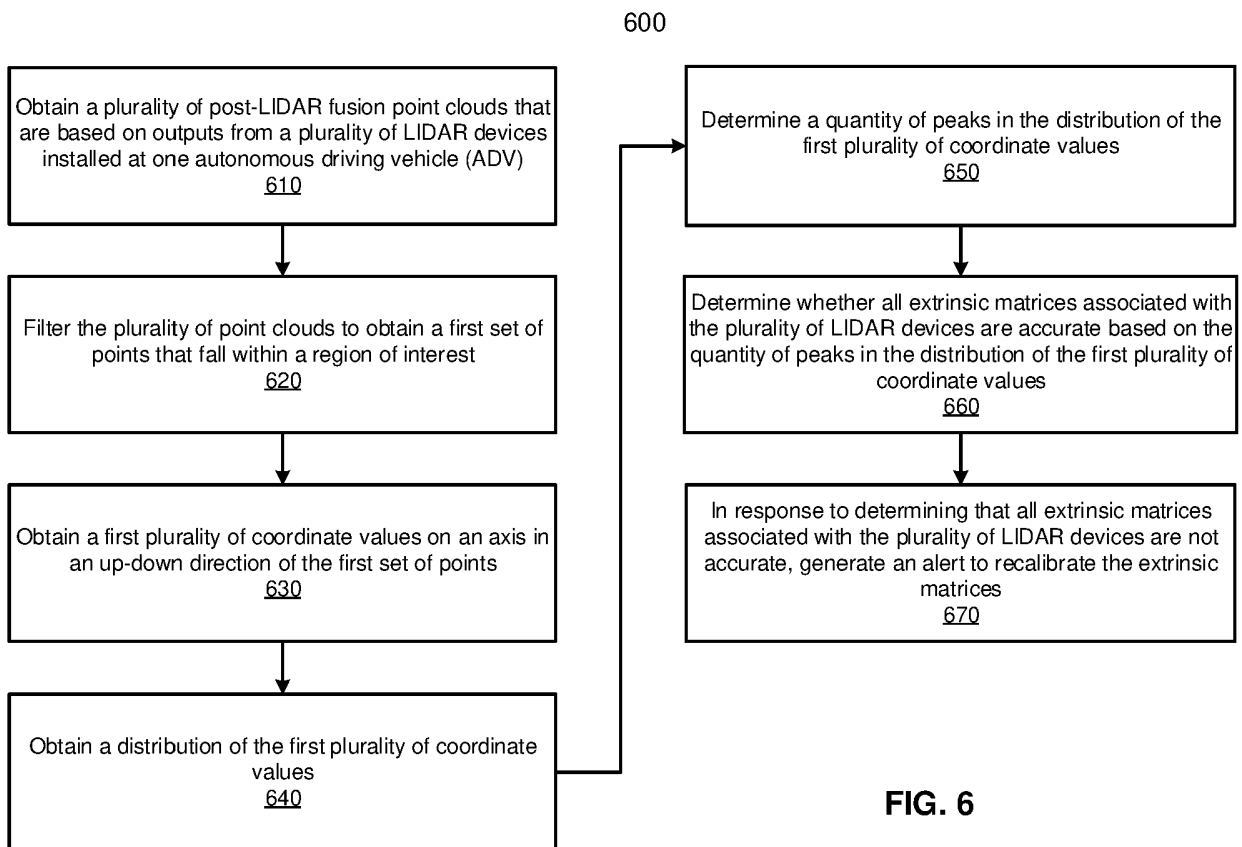 600
Obtain a plurality of post-LIDAR fusion point clouds that
are based on outputs from a plurality of LIDAR devices
installed at one autonomous driving vehicle (ADV)
610
Filter the plurality of point clouds to obtain a first set of
points that fall within a region of interest
620
Obtain a first plurality of coordinate values on an axis in
an up-down direction of the first set of points
630
Obtain a distribution of the first plurality of coordinate
values
640
Determine a quantity of peaks in the distribution of the
first plurality of coordinate values
650
Determine whether all extrinsic matrices associated with
the plurality of LIDAR devices are accurate based on the
quantity of peaks in the distribution of the first plurality of
coordinate values
660
In response to determining that all extrinsic matrices
associated with the plurality of LIDAR devices are not
accurate, generate an alert to recalibrate the extrinsic
matrices
670
FIG. 6